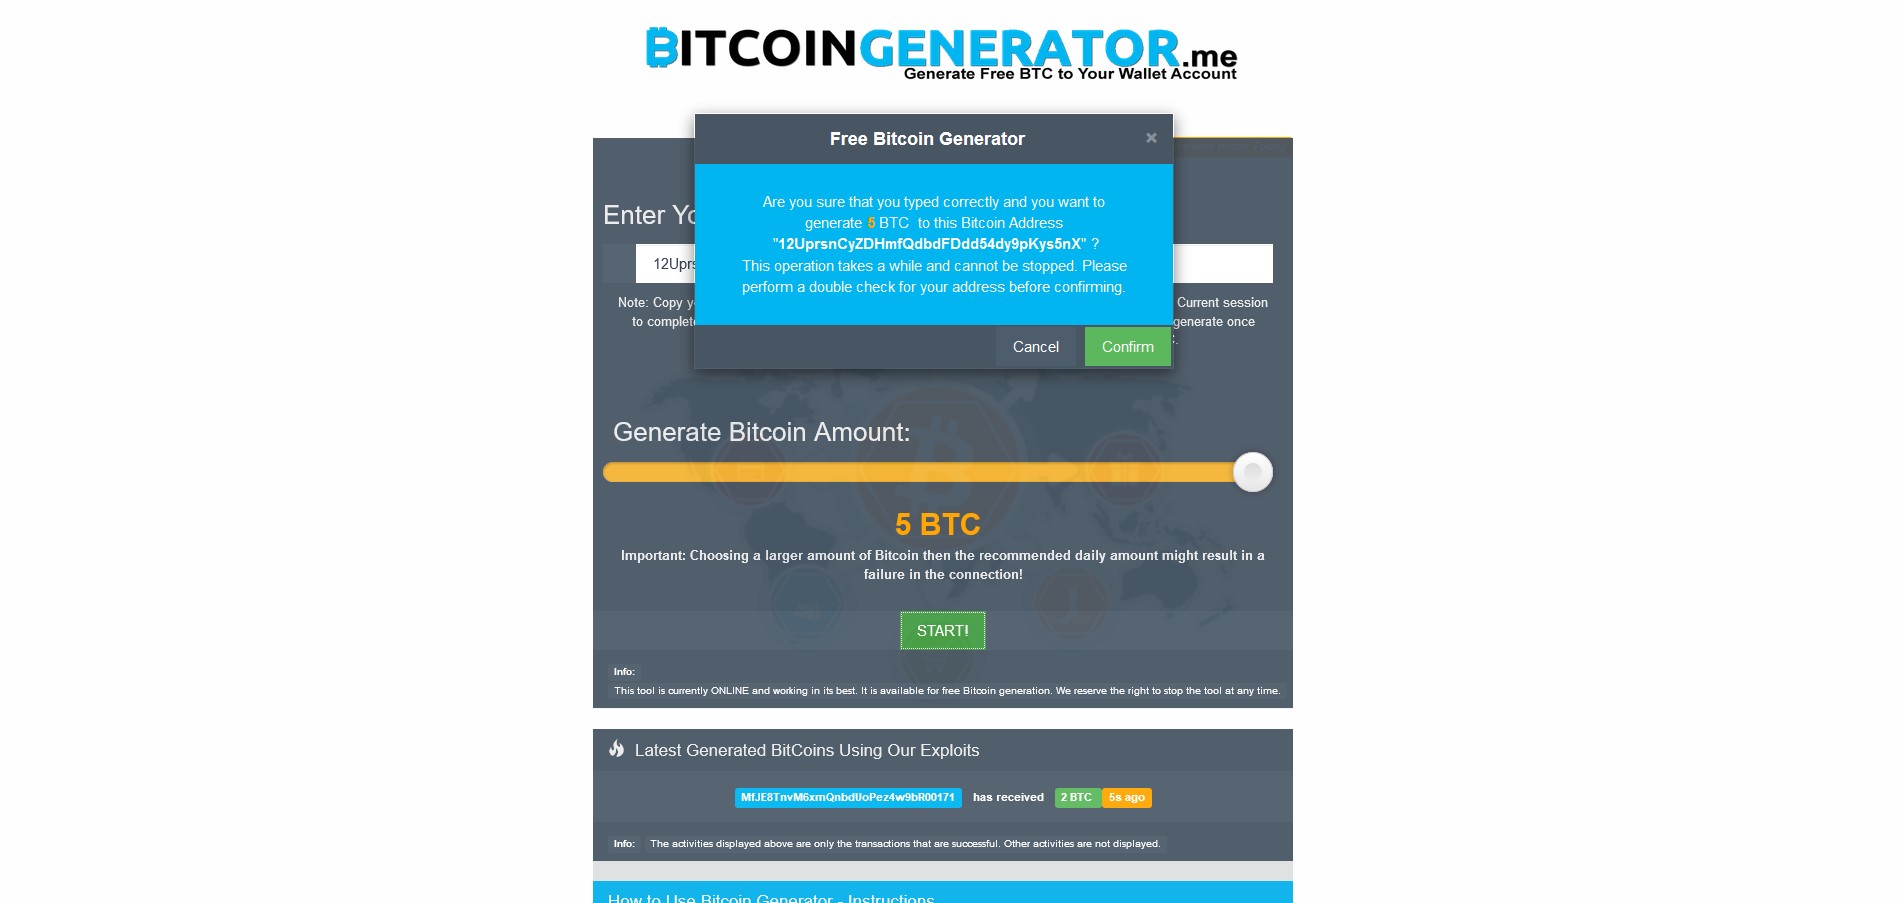 BITCOINGENERATOR.me
Generate Free BTC to Your Wallet Account
Free Bitcoin Generator ×
Are you sure that you typed correctly and you want to
generate 5 BTC to this Bitcoin Address
"12UprsnCyZDHmfQdbdFDdd54dy9pKys5nX" ?
This operation takes a while and cannot be stopped. Please
perform a double check for your address before confirming.
Cancel Confirm
Enter Yo
12Uprs
Note: Copy y Current session
to complet generate once
Generate Bitcoin Amount:
5 BTC
Important: Choosing a larger amount of Bitcoin then the recommended daily amount might result in a
failure in the connection!
START!
Info:
This tool is currently ONLINE and working in its best. It is available for free Bitcoin generation. We reserve the right to stop the tool at any time.
Latest Generated BitCoins Using Our Exploits
MfJE8TnvM6xmQnbdUoPez4w9bR00171 has received 2 BTC 5s ago
Info: The activities displayed above are only the transactions that are successful. Other activities are not displayed.
How to Use Bitcoin Generator - Instructions